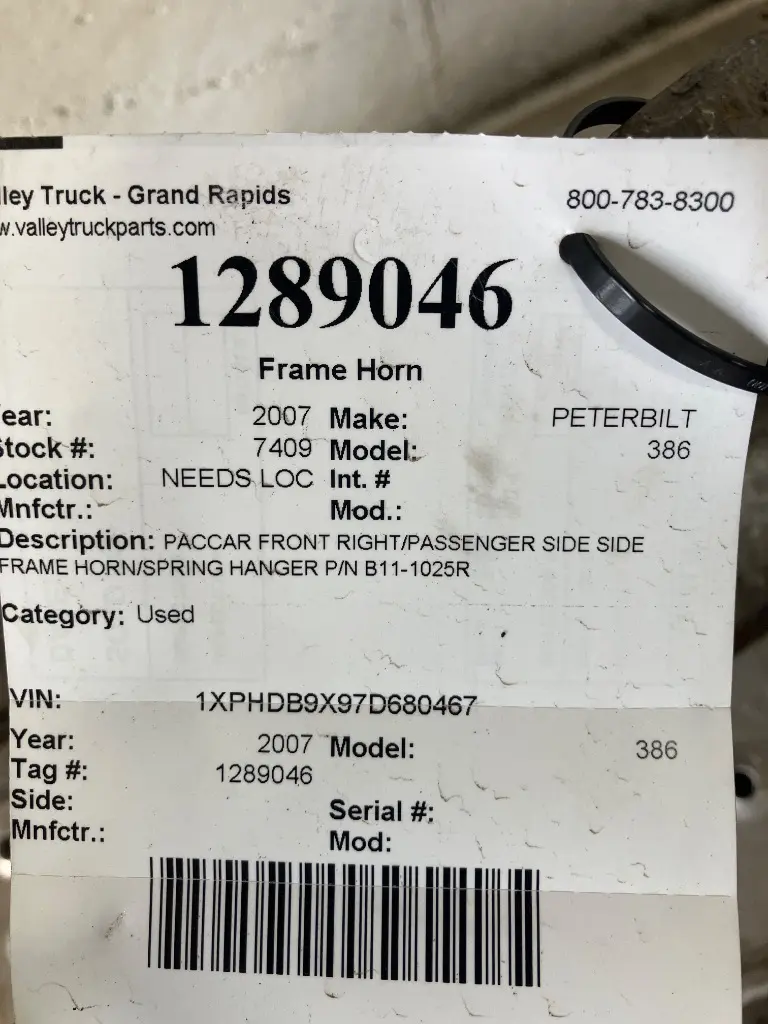 lley Truck - Grand Rapids 800-783-8300
w.valleytruckparts.com
1289046
Frame Horn
ear: 2007 Make: PETERBILT
Stock #: 7409 Model: 386
Location: NEEDS LOC Int. #
Mnfctr.: Mod.:
Description: PACCAR FRONT RIGHT/PASSENGER SIDE SIDE
FRAME HORN/SPRING HANGER P/N B11-1025R
Category: Used
VIN: 1XPHDB9X97D680467
Year: 2007 Model: 386
Tag #: 1289046
Side: Serial #:
Mnfctr.: Mod: